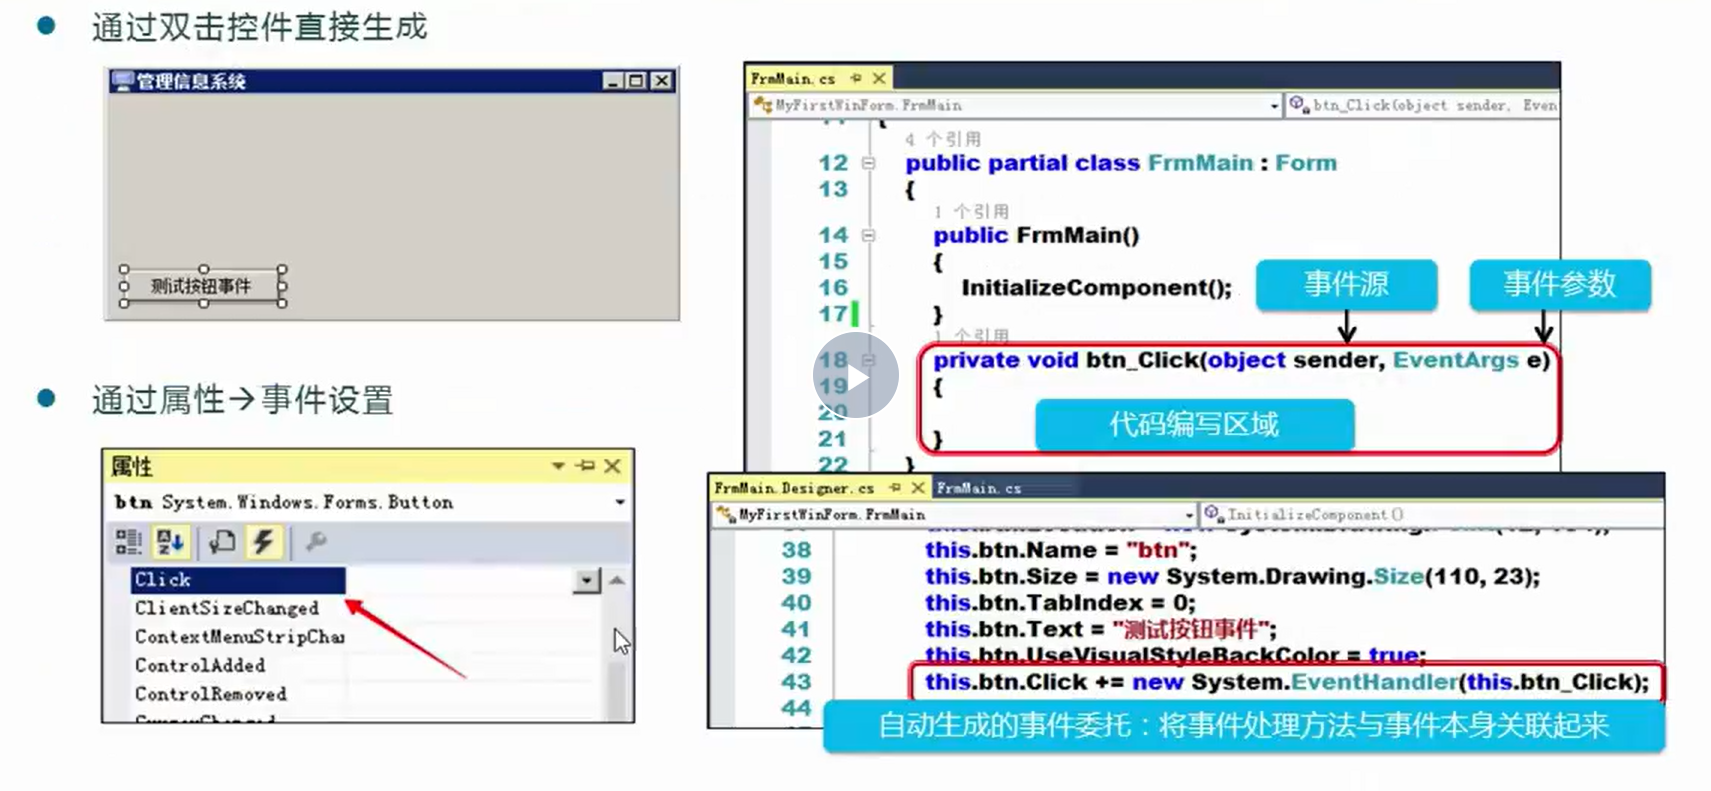 通过双击控件直接生成
管理信息系统
测试按钮事件
通过属性→事件设置
属性
btn System.Windows.Forms.Button
Click
ClientSizeChanged
ContextMenuStripCha
ControlAdded
ControlRemoved
FrmMain.cs
MyFirstWinForm.FrmMain
btn_Click(object sender, Even
4 个引用
12 public partial class FrmMain : Form
13 {
1 个引用
14 public FrmMain()
15 {
16 InitializeComponent();
17 }
1 个引用
事件源
事件参数
18 private void btn_Click(object sender, EventArgs e)
19 {
20
代码编写区域
21 }
22 }
FrmMain.Designer.cs
FrmMain.cs
MyFirstWinForm.FrmMain
InitializeComponent()
38 this.btn.Name = "btn";
39 this.btn.Size = new System.Drawing.Size(110, 23);
40 this.btn.TabIndex = 0;
41 this.btn.Text = "测试按钮事件";
42 this.btn.UseVisualStyleBackColor = true;
43 this.btn.Click += new System.EventHandler(this.btn_Click);
44
自动生成的事件委托：将事件处理方法与事件本身关联起来